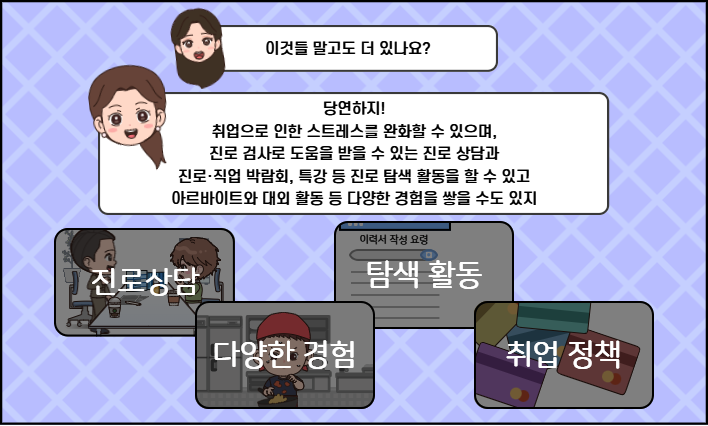 이것들 말고도 더 있나요?
당연하지!
취업으로 인한 스트레스를 완화할 수 있으며,
진로 검사로 도움을 받을 수 있는 진로 상담과
진로·직업 박람회, 특강 등 진로 탐색 활동을 할 수 있고
아르바이트와 대외 활동 등 다양한 경험을 쌓을 수도 있지
진로상담
이력서 작성 요령
탐색 활동
다양한 경험
취업 정책